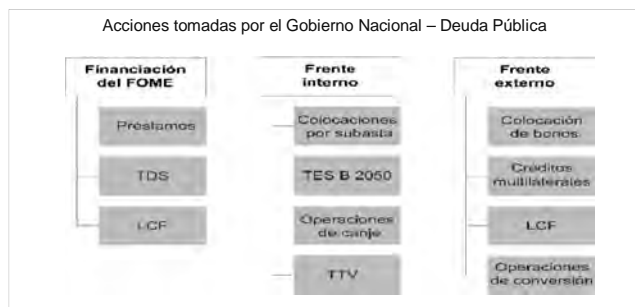 Acciones tomadas por el Gobierno Nacional – Deuda Pública
Financiación
del FOME
Préstamos
TDS
LCF
Frente
interno
Colocaciones
por subasta
TES B 2050
Operaciones
de canje
TTV
Frente
externo
Colocación
de bonos
Créditos
multilaterales
LCF
Operaciones
de conversión